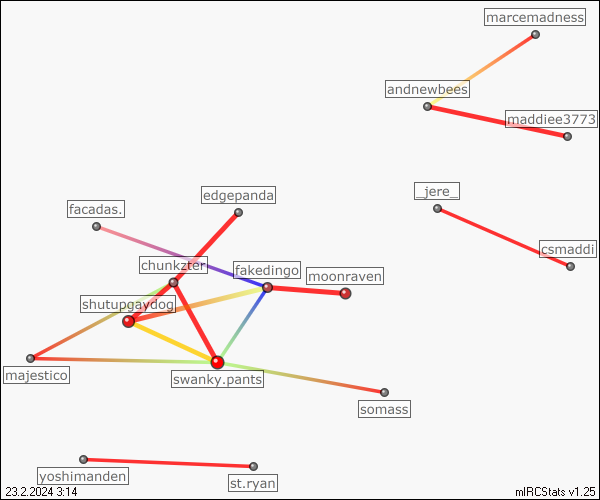 marcemadness
andnewbees
maddiee3773
_jere_
edgepanda
facadas.
csmaddi
chunkzter
fakedingo
moonraven
shutupgaydog
majestico
swanky.pants
somass
yoshimanden
st.ryan
23.2.2024 3:14
mIRCStats v1.25